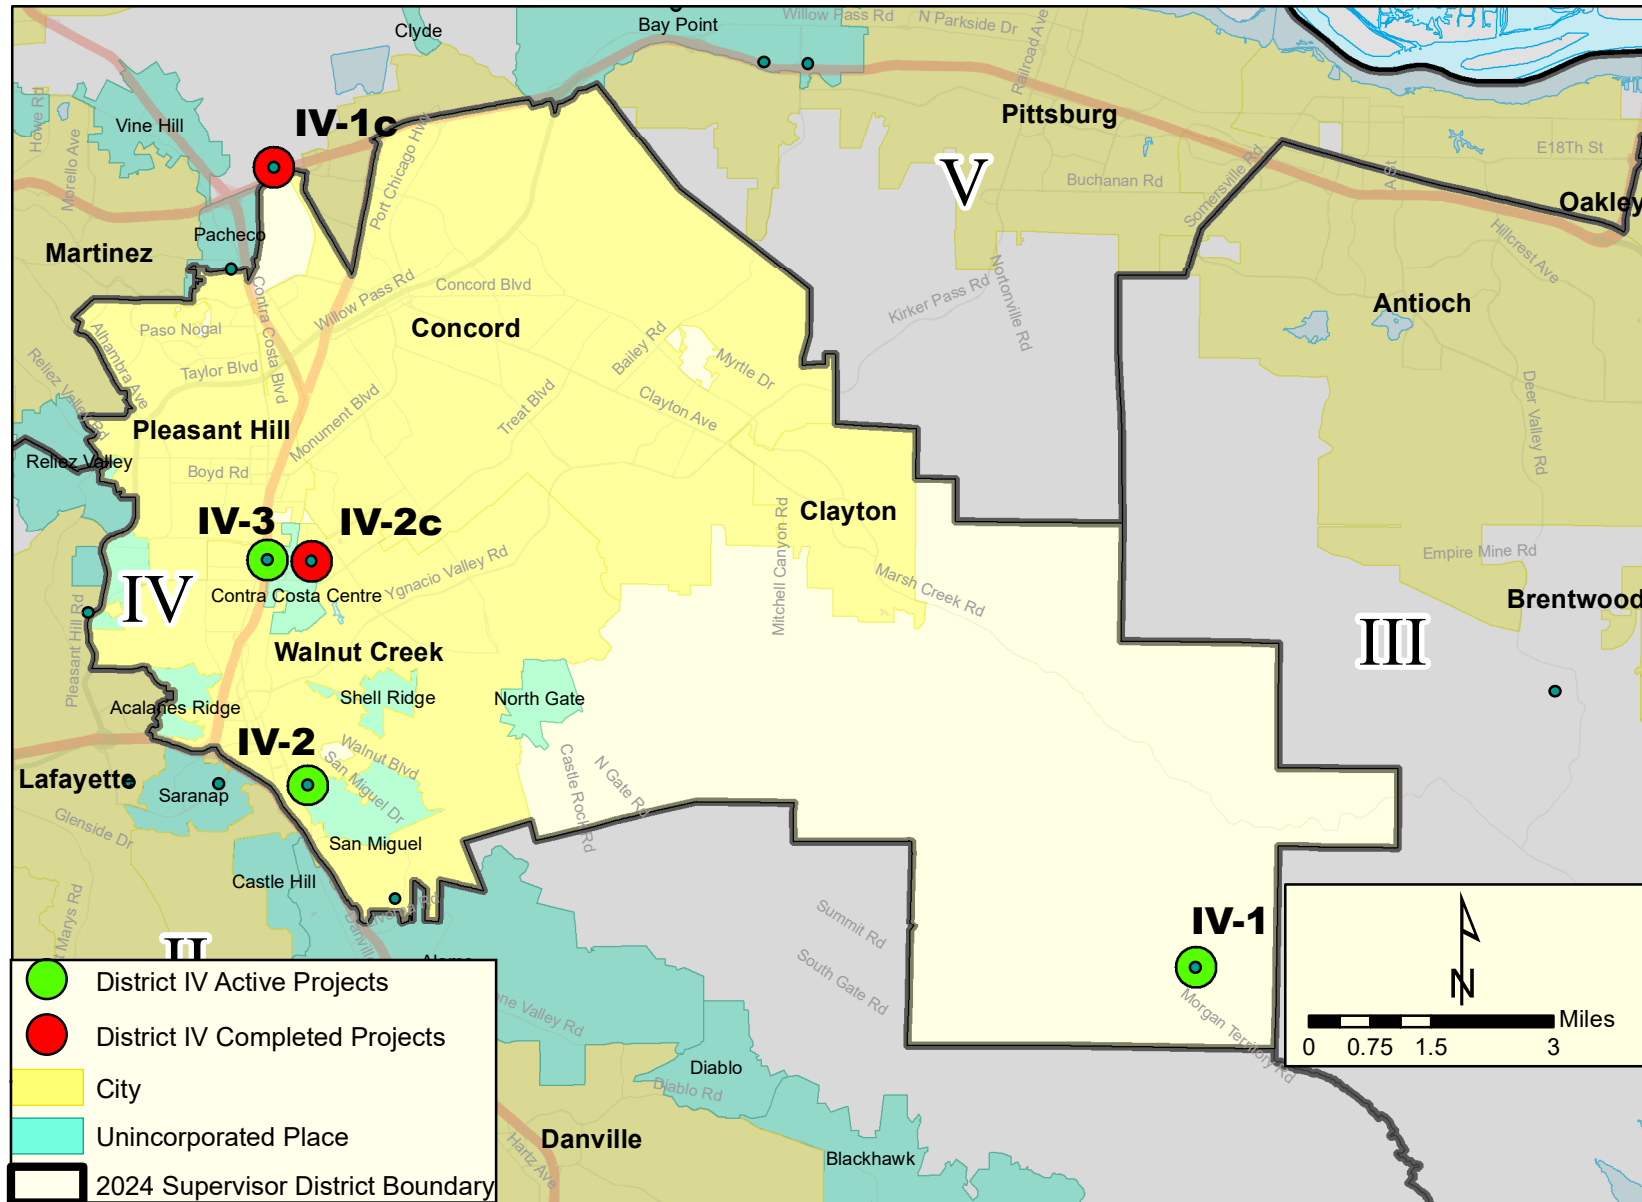 Clyde
Bay Point
Willow Pass Rd
N Parkside Dr
Railroad Ave
Pittsburg
Howe Rd
Morello Ave
Vine Hill
IV-1c
Port Chicago Hwy
V
Buchanan Rd
Somersville Rd
A St
E18Th St
Oakley
Martinez
Pacheco
Hillcrest Ave
Willow Pass Rd
Concord Blvd
Contra Costa Blvd
Kirker Pass Rd
Nortonville Rd
Antioch
Paso Nogal
Concord
Alhambra Ave
Reliez Valley Rd
Taylor Blvd
Bailey Rd
Myrtle Dr
Monument Blvd
Treat Blvd
Clayton Ave
Deer Valley Rd
Pleasant Hill
Reliez Valley
Boyd Rd
IV-3
IV-2c
Clayton
Mitchell Canyon Rd
Empire Mine Rd
IV
Contra Costa Centre
Ygnacio Valley Rd
Marsh Creek Rd
Brentwood
III
Pleasant Hill Rd
Walnut Creek
Acalanes Ridge
Shell Ridge
North Gate
IV-2
Walnut Blvd
San Miguel Dr
Castle Rock Rd
N Gate Rd
Lafayette
Saranap
Glenside Dr
San Miguel
Castle Hill
Summit Rd
IV-1
South Gate Rd
Morgan Territory Rd
II
N
Miles
0 0.75 1.5 3
District IV Active Projects
District IV Completed Projects
City
Unincorporated Place
2024 Supervisor District Boundary
Diablo
Diablo Rd
Danville
Hartz Ave
Blackhawk